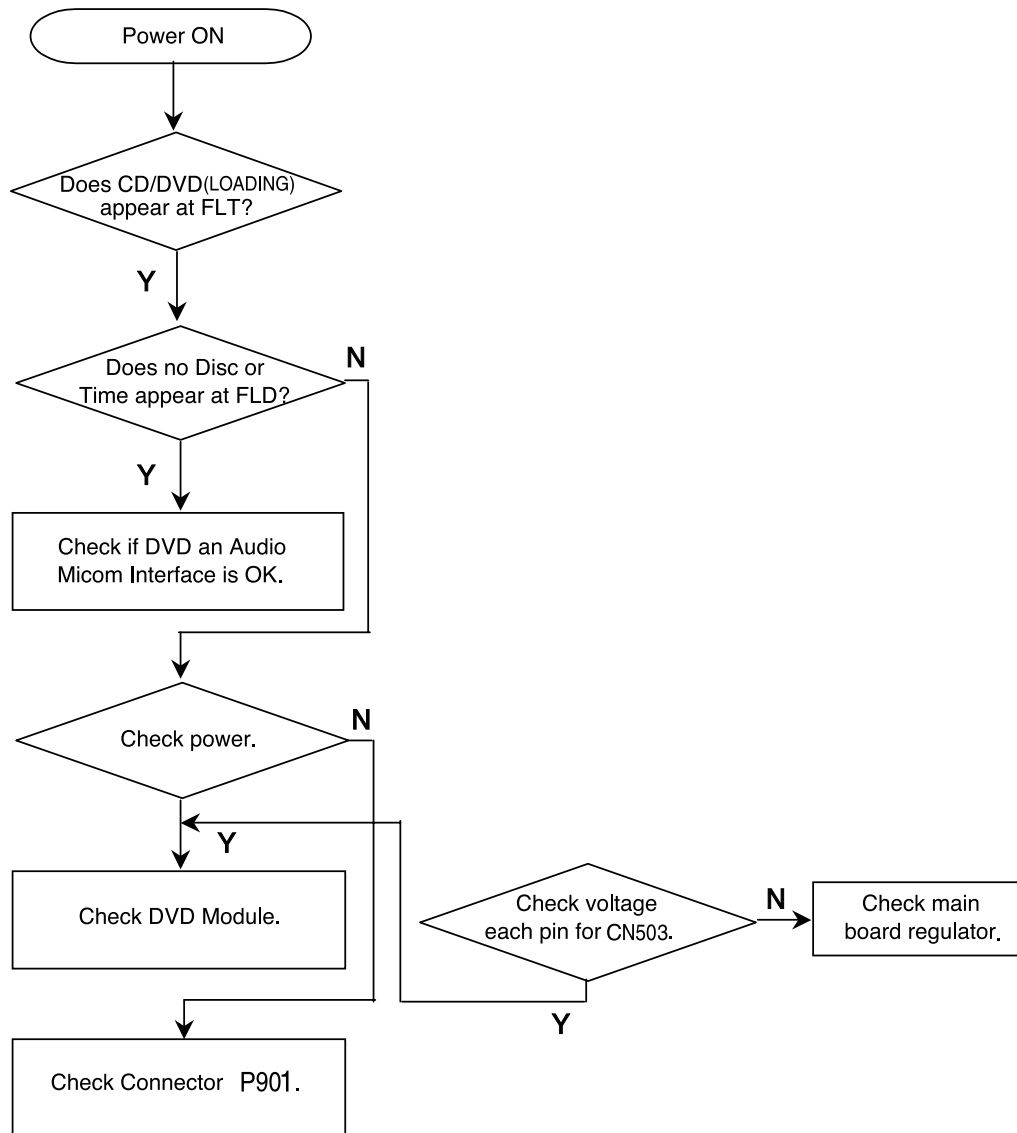 Power ON
Does CD/DVD(LOADING)
appear at FLT?
Y
Does no Disc or
Time appear at FLD?
N
Y
Check if DVD an Audio
Micom Interface is OK.
Check power.
N
Y
Check DVD Module.
Check voltage
each pin for CN503.
N
Check main
board regulator.
Y
Check Connector P901.